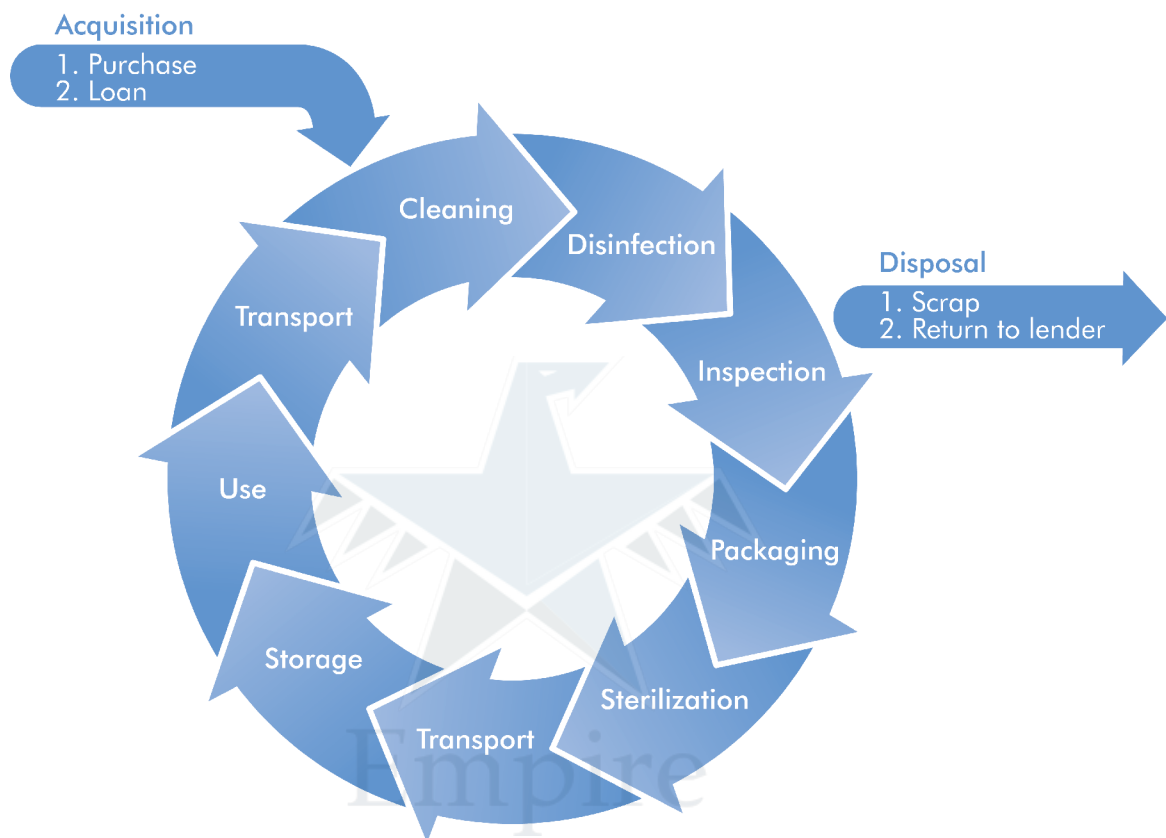 Acquisition
1. Purchase
2. Loan
Cleaning
Disinfection
Disposal
1. Scrap
2. Return to lender
Inspection
Packaging
Sterilization
Transport
Storage
Use
Transport
Empire